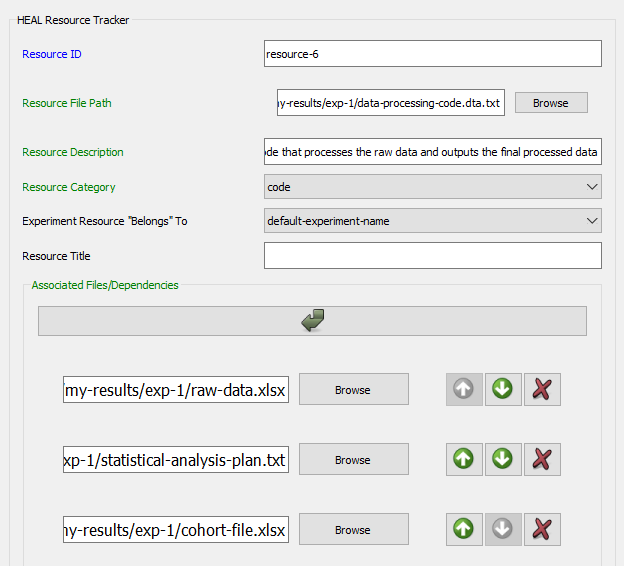 HEAL Resource Tracker
Resource ID
resource-6
Resource File Path
my-results/exp-1/data-processing-code.dta.txt
Browse
Resource Description
ode that processes the raw data and outputs the final processed data
Resource Category
code
Experiment Resource "Belongs" To
default-experiment-name
Resource Title
Associated Files/Dependencies
/my-results/exp-1/raw-data.xlsx
Browse
exp-1/statistical-analysis-plan.txt
Browse
my-results/exp-1/cohort-file.xlsx
Browse